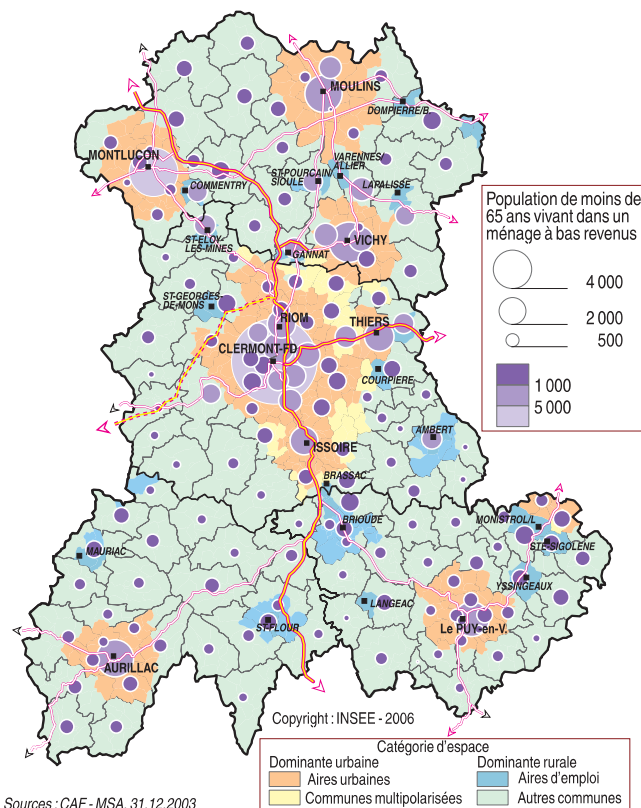 MOULINS
DOMPIERRE/B.
MONTLUÇON
COMMENTRY
ST-POURÇAIN/
SIOULE
VARENNES/
ALLIER
LAPALISSE
ST-ELOY-
LES-MINES
VICHY
GANNAT
ST-GEORGES-
DE-MONS
RIOM
THIERS
CLERMONT-FD
COURPIERE
AMBERT
ISSOIRE
BRASSAC
BRIOUDE
MONISTROL/L
STE-SIGOLENE
MAURIAC
YSSINGEAUX
LANGEAC
ST-FLOUR
Le PUY-en-V.
AURILLAC
Population de moins de
65 ans vivant dans un
ménage à bas revenus
4 000
2 000
500
1 000
5 000
Copyright : INSEE - 2006
Catégorie d'espace
Dominante urbaine
Dominante rurale
Aires urbaines
Aires d'emploi
Communes multipolarisées
Autres communes
Sources : CAF - MSA, 31.12.2003